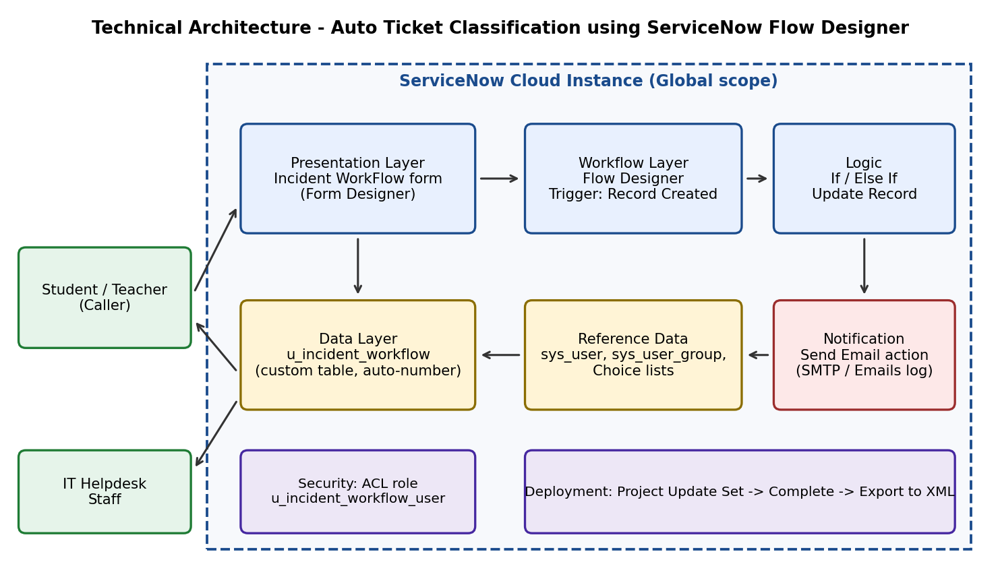 Technical Architecture - Auto Ticket Classification using ServiceNow Flow Designer
ServiceNow Cloud Instance (Global scope)
Presentation Layer
Incident WorkFlow form
(Form Designer)
Workflow Layer
Flow Designer
Trigger: Record Created
Logic
If / Else If
Update Record
Student / Teacher
(Caller)
Data Layer
u_incident_workflow
(custom table, auto-number)
Reference Data
sys_user, sys_user_group,
Choice lists
Notification
Send Email action
(SMTP / Emails log)
IT Helpdesk
Staff
Security: ACL role
u_incident_workflow_user
Deployment: Project Update Set -> Complete -> Export to XML